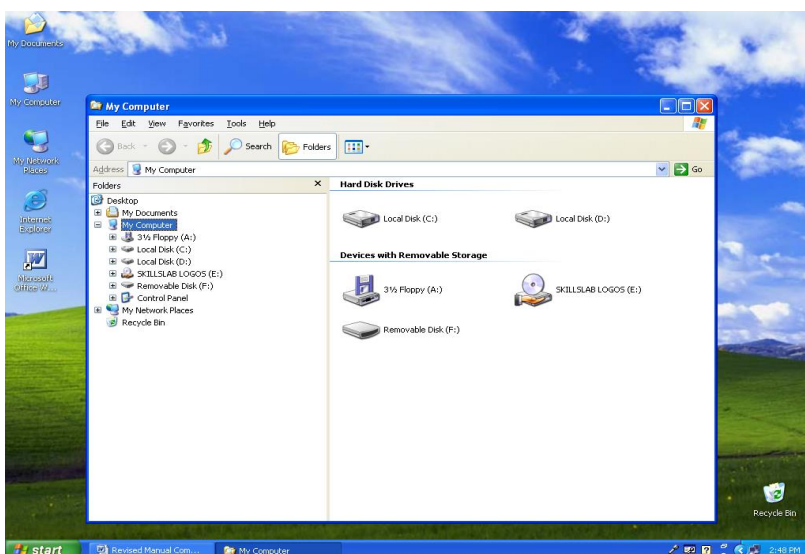 My Documents
My Computer
My Network
Places
Internet
Explorer
Microsoft
Office W...
My Computer
File Edit View Favorites Tools Help
Back Search Folders
Address My Computer Go
Folders ×
Desktop
My Documents
My Computer
3½ Floppy (A:)
Local Disk (C:)
Local Disk (D:)
SKILLSLAB LOGOS (E:)
Removable Disk (F:)
Control Panel
My Network Places
Recycle Bin
Hard Disk Drives
Local Disk (C:) Local Disk (D:)
Devices with Removable Storage
3½ Floppy (A:) SKILLSLAB LOGOS (E:)
Removable Disk (F:)
Recycle Bin
start Revised Manual Com... My Computer 2:48 PM